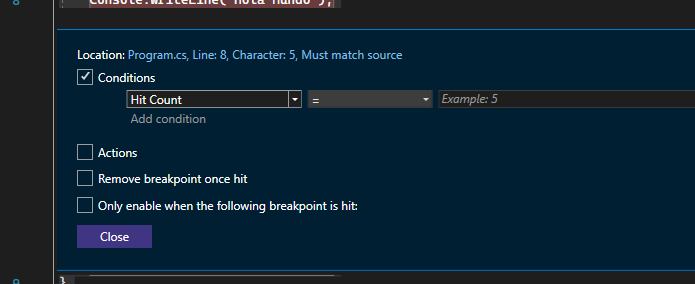 8
Console.WriteLine("Hola Mundo");
Location: Program.cs, Line: 8, Character: 5, Must match source
Conditions
Hit Count = Example: 5
Add condition
Actions
Remove breakpoint once hit
Only enable when the following breakpoint is hit:
Close
9 }